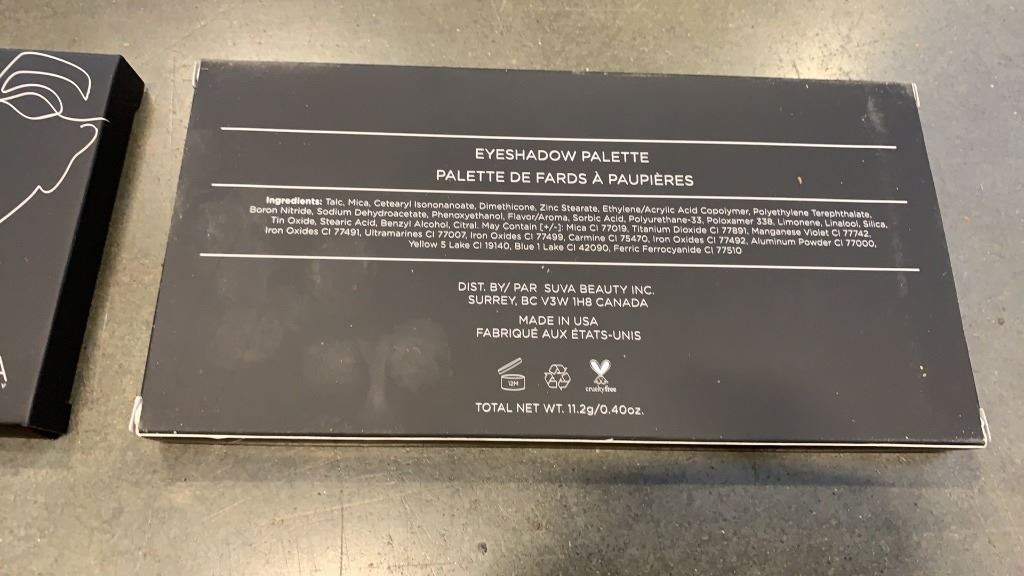 EYESHADOW PALETTE
PALETTE DE FARDS À PAUPIÈRES
Ingredients: Talc, Mica, Cetearyl Isononanoate, Dimethicone, Zinc Stearate, Ethylene/Acrylic Acid Copolymer, Polyethylene Terephthalate,
Boron Nitride, Sodium Dehydroacetate, Phenoxyethanol, Flavor/Aroma, Sorbic Acid, Polyurethane-33, Poloxamer 338, Limonene, Linalool, Silica,
Tin Oxide, Stearic Acid, Benzyl Alcohol, Citral. May Contain [+/-]: Mica CI 77019, Titanium Dioxide CI 77891, Manganese Violet CI 77742,
Iron Oxides CI 77491, Ultramarines CI 77007, Iron Oxides CI 77499, Carmine CI 75470, Iron Oxides CI 77492, Aluminum Powder CI 77000,
Yellow 5 Lake CI 19140, Blue 1 Lake CI 42090, Ferric Ferrocyanide CI 77510
DIST. BY/ PAR SUVA BEAUTY INC.
SURREY, BC V3W 1H8 CANADA
MADE IN USA
FABRIQUÉ AUX ÉTATS-UNIS
12M
crueltyfree
TOTAL NET WT. 11.2g/0.40oz.